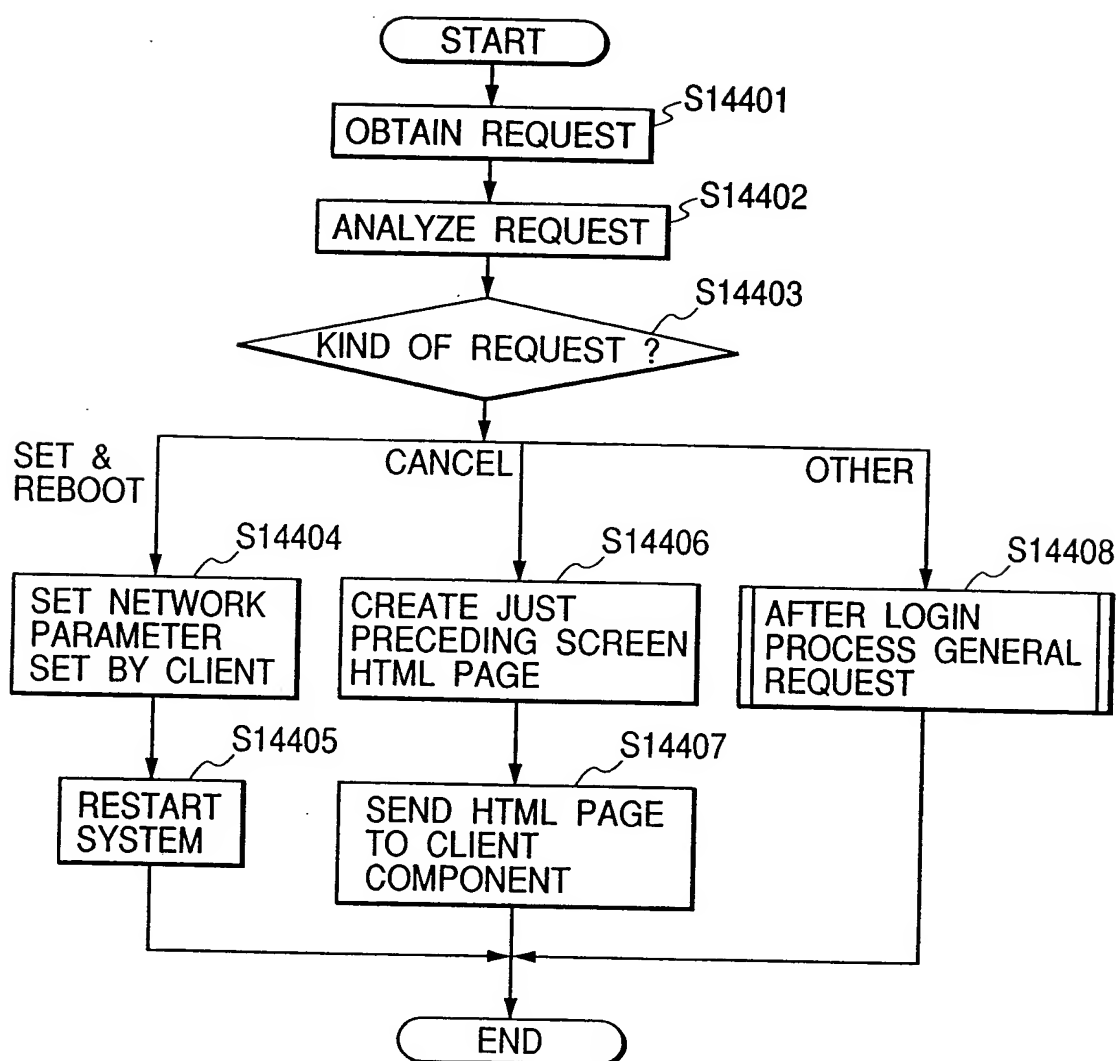 START
S14401
OBTAIN REQUEST
S14402
ANALYZE REQUEST
S14403
KIND OF REQUEST ?
SET &
REBOOT
CANCEL
OTHER
S14404
SET NETWORK
PARAMETER
SET BY CLIENT
S14405
RESTART
SYSTEM
S14406
CREATE JUST
PRECEDING SCREEN
HTML PAGE
S14407
SEND HTML PAGE
TO CLIENT
COMPONENT
S14408
AFTER LOGIN
PROCESS GENERAL
REQUEST
END